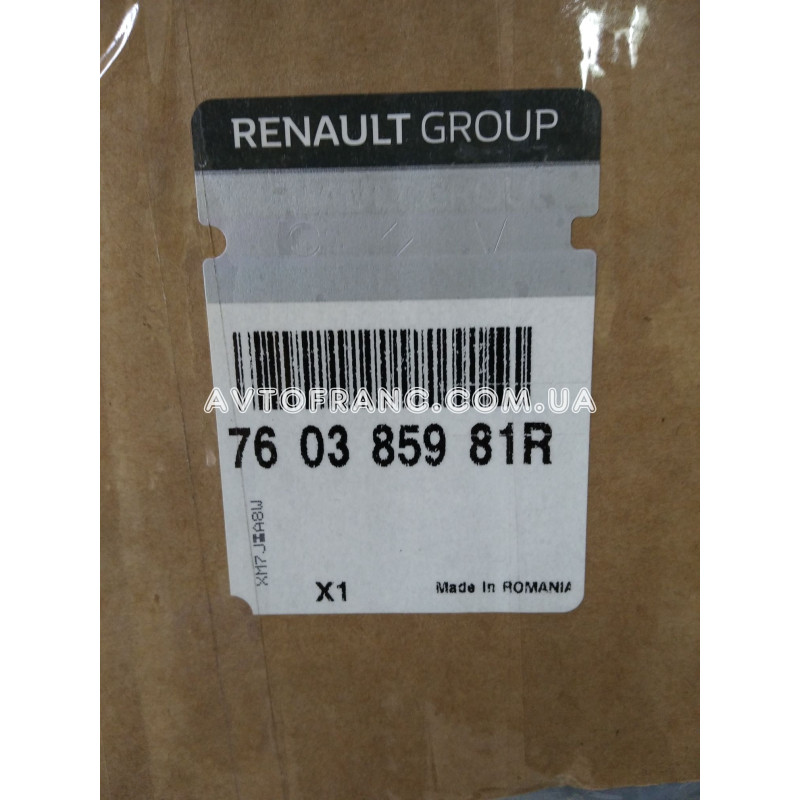 RENAULT GROUP
AVTOFRANC.COM.UA
76 03 859 81R
X1
Made In ROMANIA